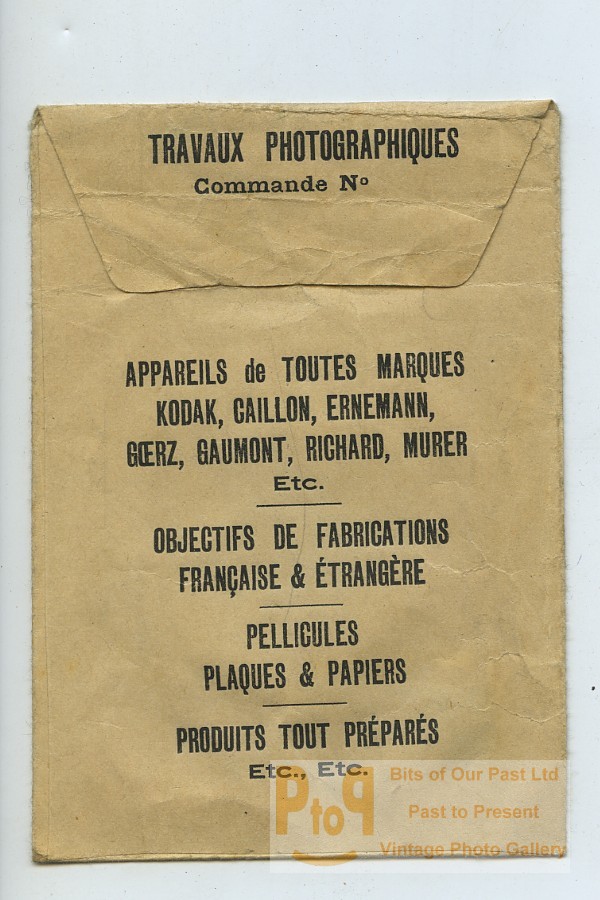 TRAVAUX PHOTOGRAPHIQUES
Commande Nº
APPAREILS de TOUTES MARQUES
KODAK, CAILLON, ERNEMANN,
GŒRZ, GAUMONT, RICHARD, MURER
Etc.
OBJECTIFS DE FABRICATIONS
FRANÇAISE & ÉTRANGÈRE
PELLICULES
PLAQUES & PAPIERS
PRODUITS TOUT PRÉPARÉS
Etc., Etc.
PtoP
Bits of Our Past Ltd
Past to Present
Vintage Photo Gallery